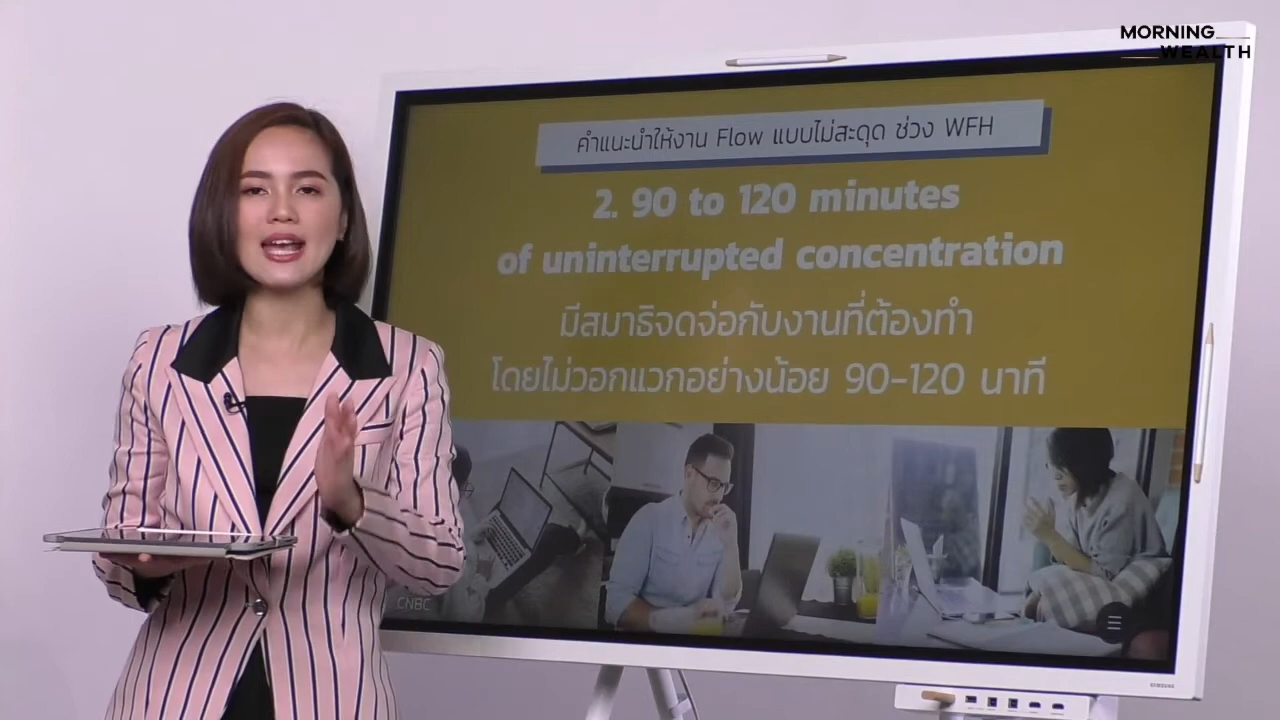 MORNING
WEALTH
คำแนะนำให้งาน Flow แบบไม่สะดุด ช่วง WFH
2. 90 to 120 minutes
of uninterrupted concentration
มีสมาธิจดจ่อกับงานที่ต้องทำ
โดยไม่วอกแวกอย่างน้อย 90-120 นาที
CNBC
SAMSUNG